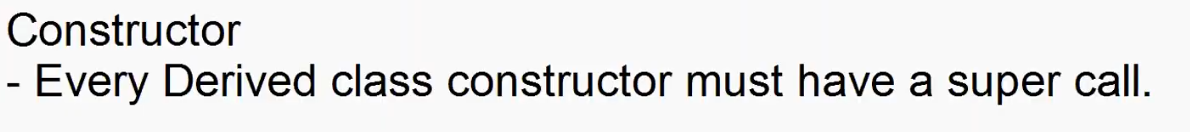 Constructor
- Every Derived class constructor must have a super call.